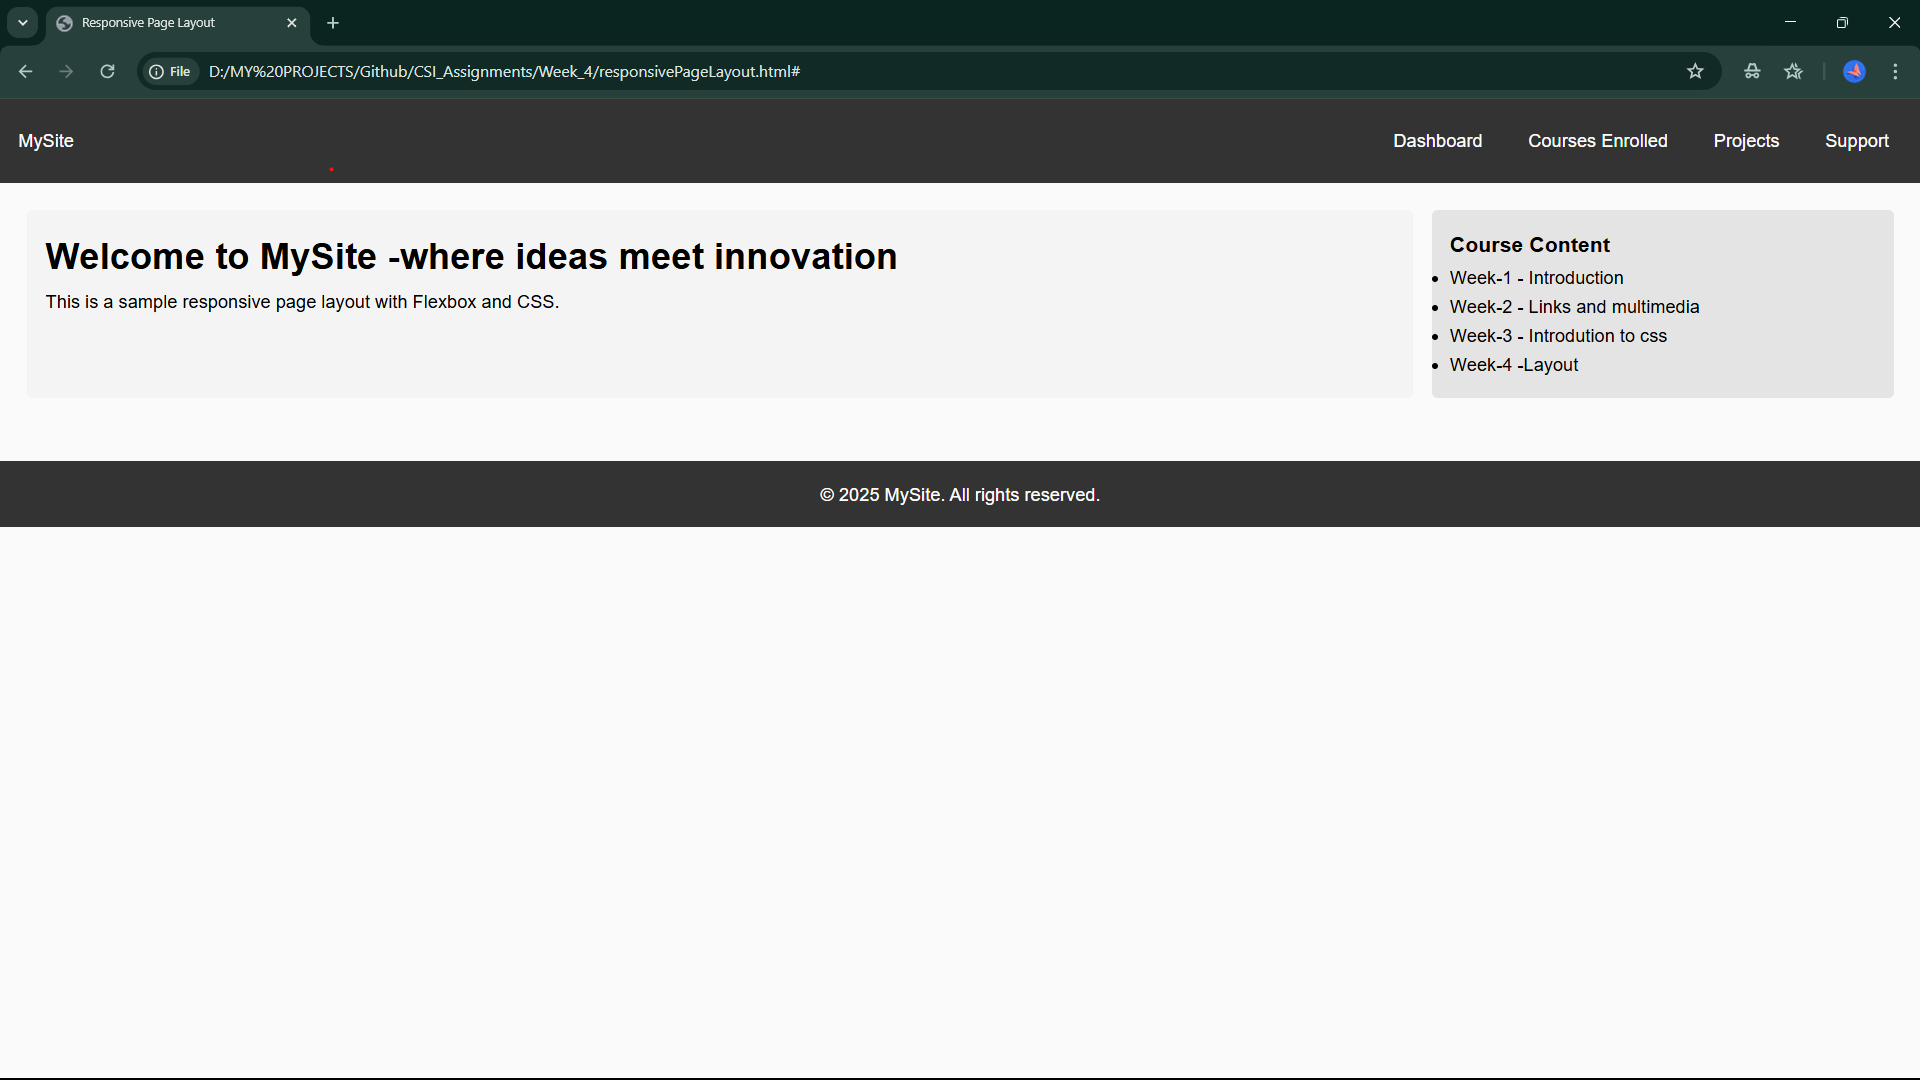 Responsive Page Layout
File D:/MY%20PROJECTS/Github/CSI_Assignments/Week_4/responsivePageLayout.html#
MySite Dashboard Courses Enrolled Projects Support
Welcome to MySite -where ideas meet innovation
This is a sample responsive page layout with Flexbox and CSS.
Course Content
Week-1 - Introduction
Week-2 - Links and multimedia
Week-3 - Introdution to css
Week-4 -Layout
© 2025 MySite. All rights reserved.